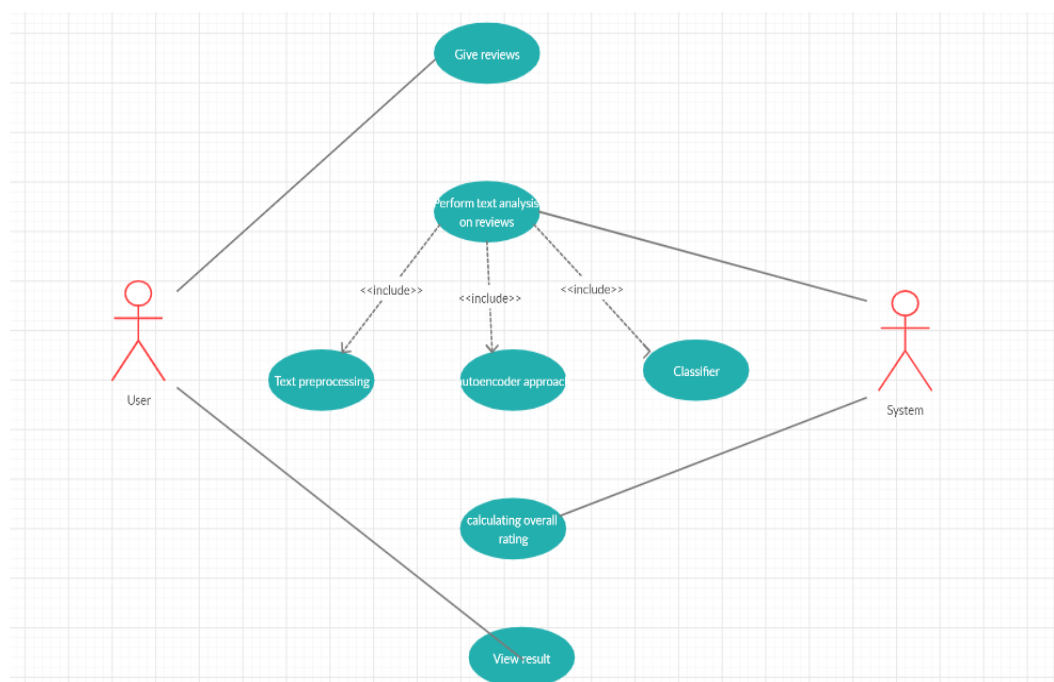 Give reviews
Perform text analysis
on reviews
<<include>>
<<include>>
<<include>>
Text preprocessing
utoencoder approach
Classifier
User
System
calculating overall
rating
View result